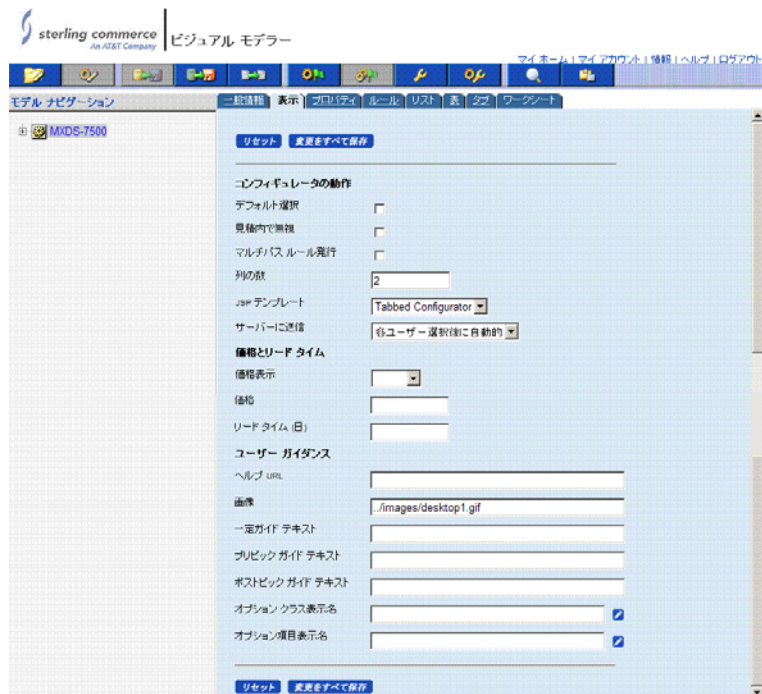 sterling commerce
An AT&T Company
ビジュアル モデラー
マイ ホーム | マイ アカウント | 情報 | ヘルプ | ログアウト
モデル ナビゲーション
一般情報 表示 プロパティ ルール リスト 表 タブ ワークシート
MXDS-7500
リセット 変更をすべて保存
コンフィギュレータの動作
デフォルト選択
見積内で無視
マルチパス ルール発行
列の数 2
JSP テンプレート Tabbed Configurator
サーバーに送信 各ユーザー選択後に自動的
価格とリード タイム
価格表示
価格
リード タイム (日)
ユーザー ガイダンス
ヘルプ URL
画像 ../images/desktop1.gif
一定ガイド テキスト
プリピック ガイド テキスト
ポストピック ガイド テキスト
オプション クラス表示名
オプション項目表示名
リセット 変更をすべて保存